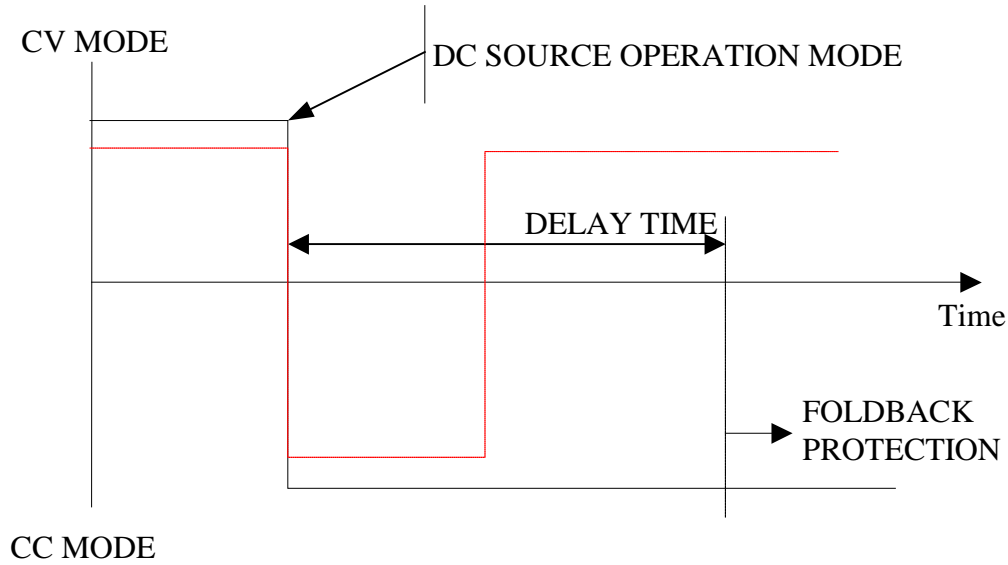 CV MODE
DC SOURCE OPERATION MODE
DELAY TIME
Time
FOLDBACK
PROTECTION
CC MODE